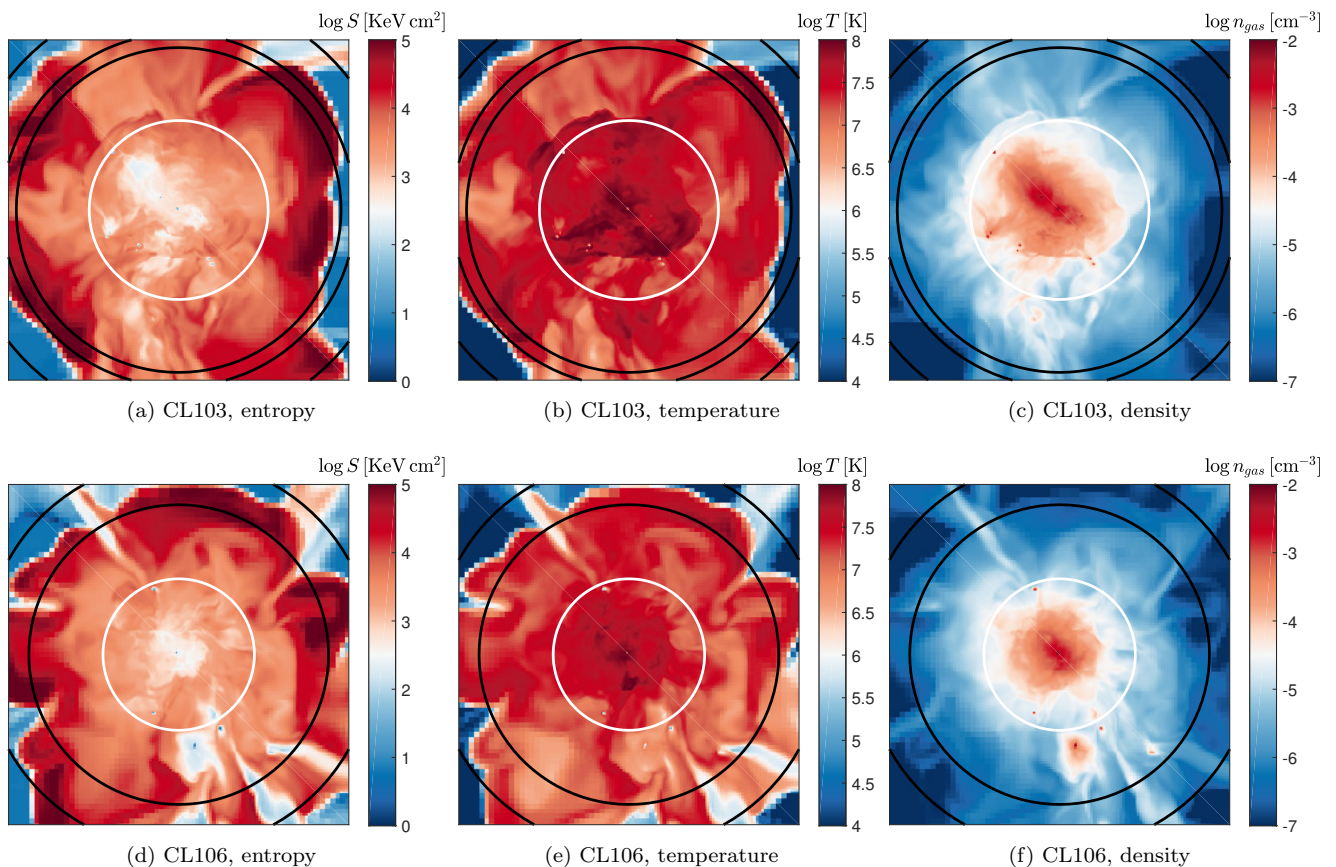 log S [KeV cm²] log T [K] log n_gas [cm⁻³]
5 8 -2
4 7.5 -3
3 7 -4
6.5
2 6 -5
5.5
1 5 -6
4.5
0 4 -7
(a) CL103, entropy (b) CL103, temperature (c) CL103, density
log S [KeV cm²] log T [K] log n_gas [cm⁻³]
5 8 -2
4 7.5 -3
3 7 -4
6.5
2 6 -5
5.5
1 5 -6
4.5
0 4 -7
(d) CL106, entropy (e) CL106, temperature (f) CL106, density